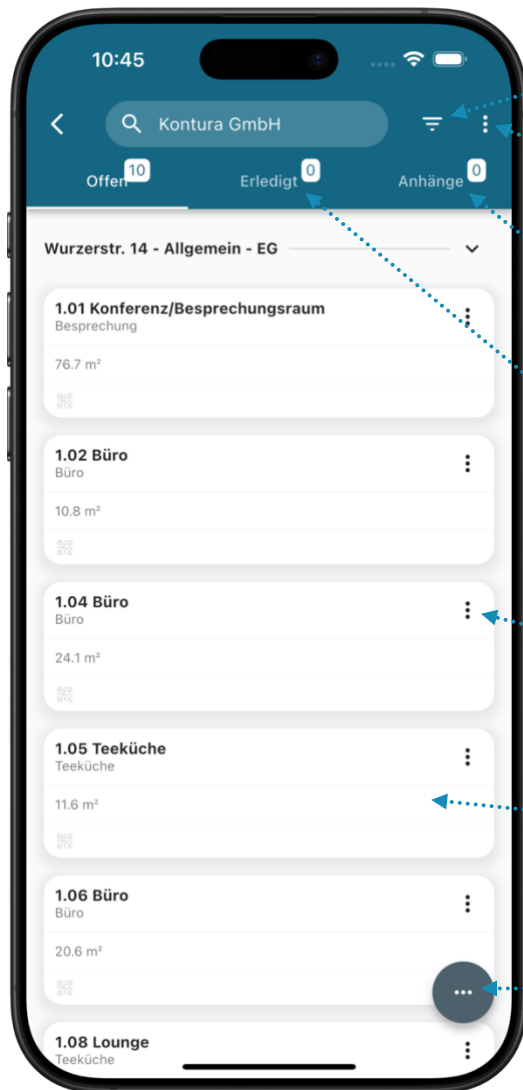 10:45
Kontura GmbH
Offen 10
Erledigt 0
Anhänge 0
Wurzerstr. 14 - Allgemein - EG
1.01 Konferenz/Besprechungsraum
Besprechung
76.7 m²
1.02 Büro
Büro
10.8 m²
1.04 Büro
Büro
24.1 m²
1.05 Teeküche
Teeküche
11.6 m²
1.06 Büro
Büro
20.6 m²
1.08 Lounge
Teeküche